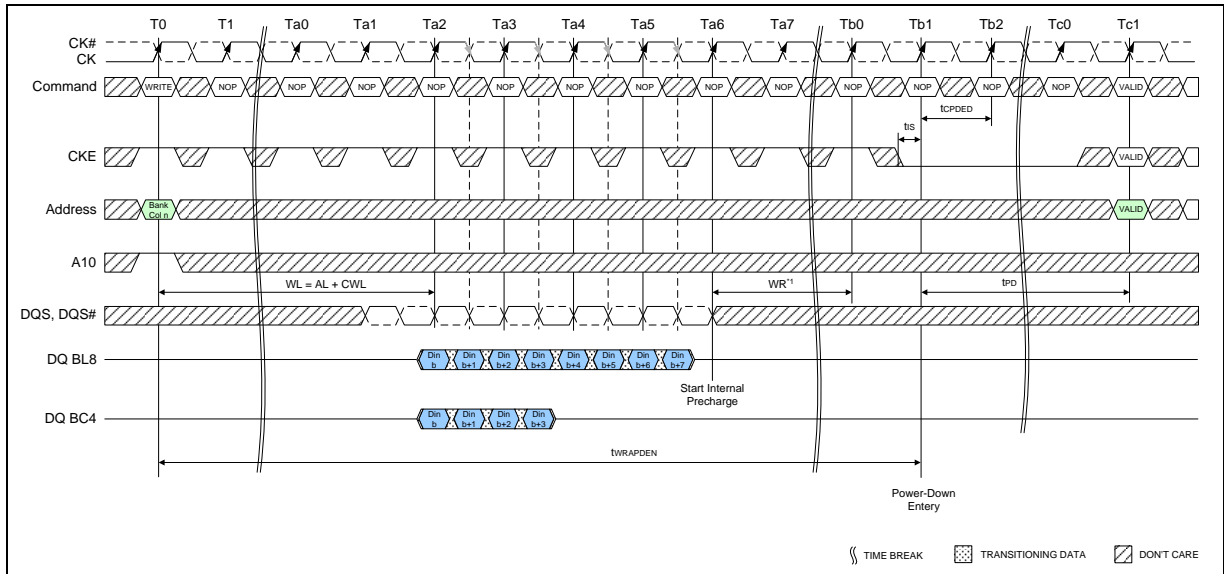 T0 T1 Ta0 Ta1 Ta2 Ta3 Ta4 Ta5 Ta6 Ta7 Tb0 Tb1 Tb2 Tc0 Tc1
CK#
CK
Command WRITE NOP NOP NOP NOP NOP NOP NOP NOP NOP NOP NOP NOP NOP VALID
tCPDED
tIS
CKE VALID
Address Bank Col n VALID
A10
WL = AL + CWL WR*1 tPD
DQS, DQS#
DQ BL8 Din b Din b+1 Din b+2 Din b+3 Din b+4 Din b+5 Din b+6 Din b+7
Start Internal
Precharge
DQ BC4 Din b Din b+1 Din b+2 Din b+3
tWRAPDEN
Power-Down
Entery
TIME BREAK TRANSITIONING DATA DON'T CARE